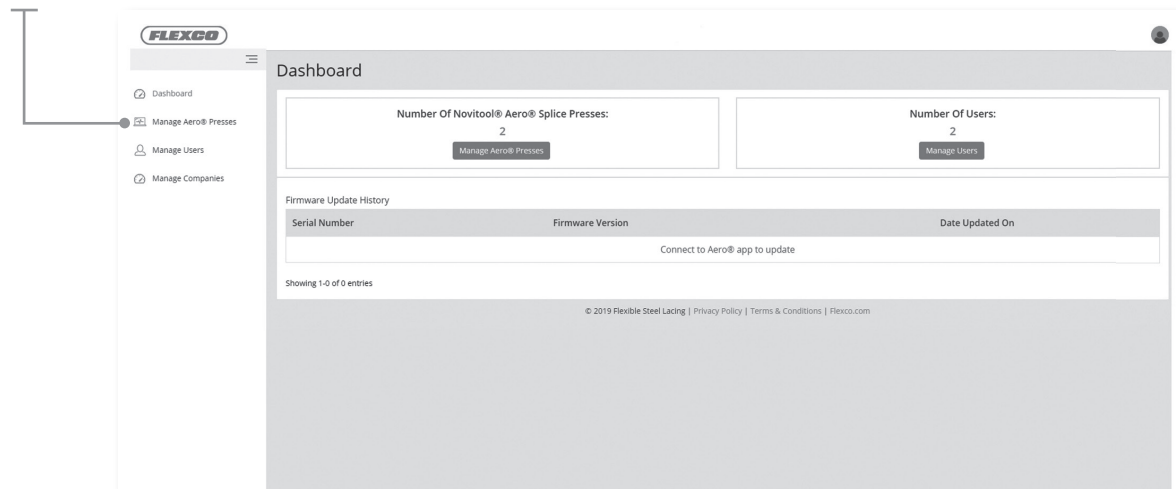 FLEXCO
Dashboard
Dashboard
Manage Aero® Presses
Manage Users
Manage Companies
Number Of Novitool® Aero® Splice Presses:
2
Manage Aero® Presses
Number Of Users:
2
Manage Users
Firmware Update History
Serial Number Firmware Version Date Updated On
Connect to Aero® app to update
Showing 1-0 of 0 entries
© 2019 Flexible Steel Lacing | Privacy Policy | Terms & Conditions | Flexco.com